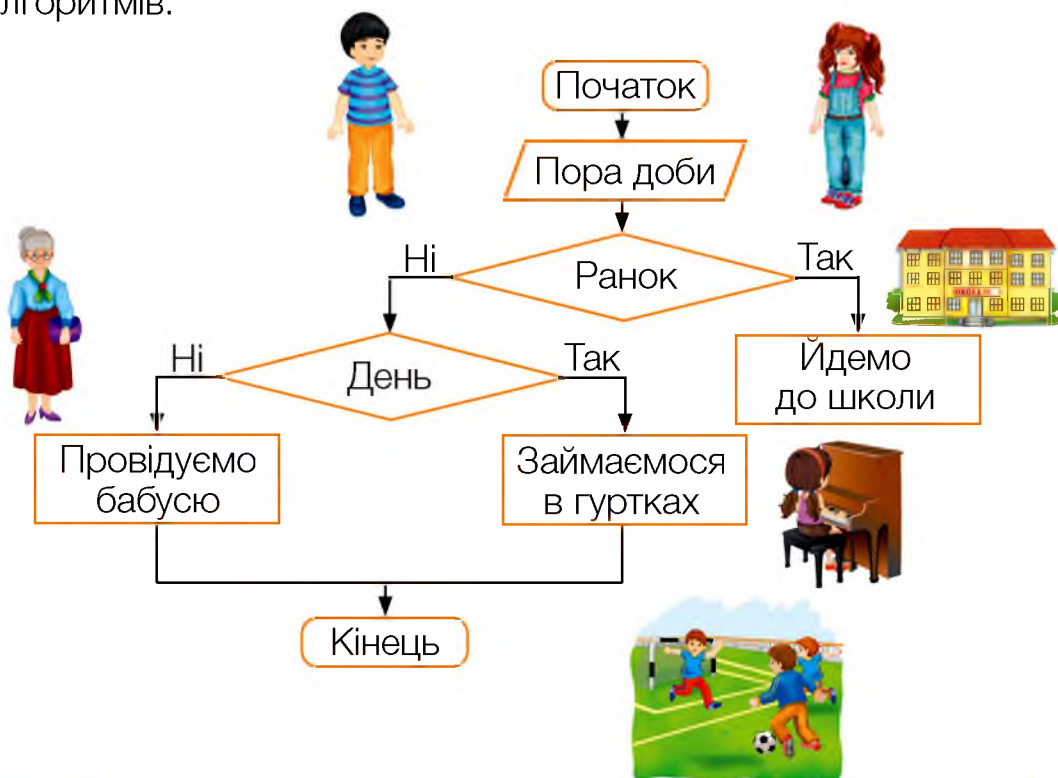 лгоритмів.
Початок
Пора доби
Ні
Ранок
Так
Ні
День
Так
Йдемо
до школи
Провідуємо
бабусю
Займаємося
в гуртках
Кінець